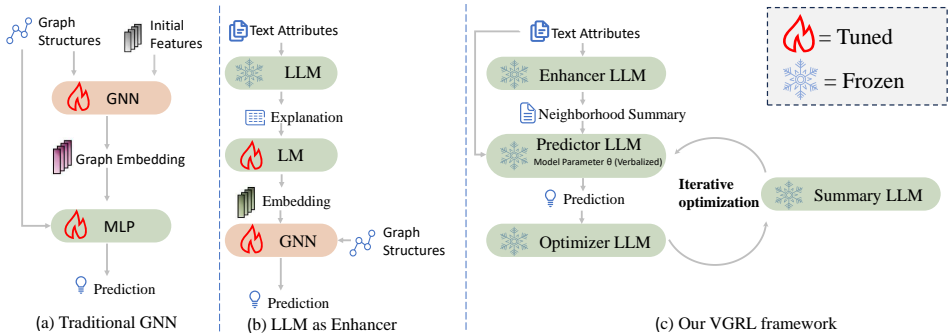 Graph
Structures
Initial
Features
GNN
Graph Embedding
MLP
Prediction
(a) Traditional GNN
Text Attributes
LLM
Explanation
LM
Embedding
GNN
Graph
Structures
Prediction
(b) LLM as Enhancer
Text Attributes
Enhancer LLM
Neighborhood Summary
Predictor LLM
Model Parameter θ (Verbalized)
Prediction
Optimizer LLM
Iterative
optimization
Summary LLM
(c) Our VGRL framework
= Tuned
= Frozen